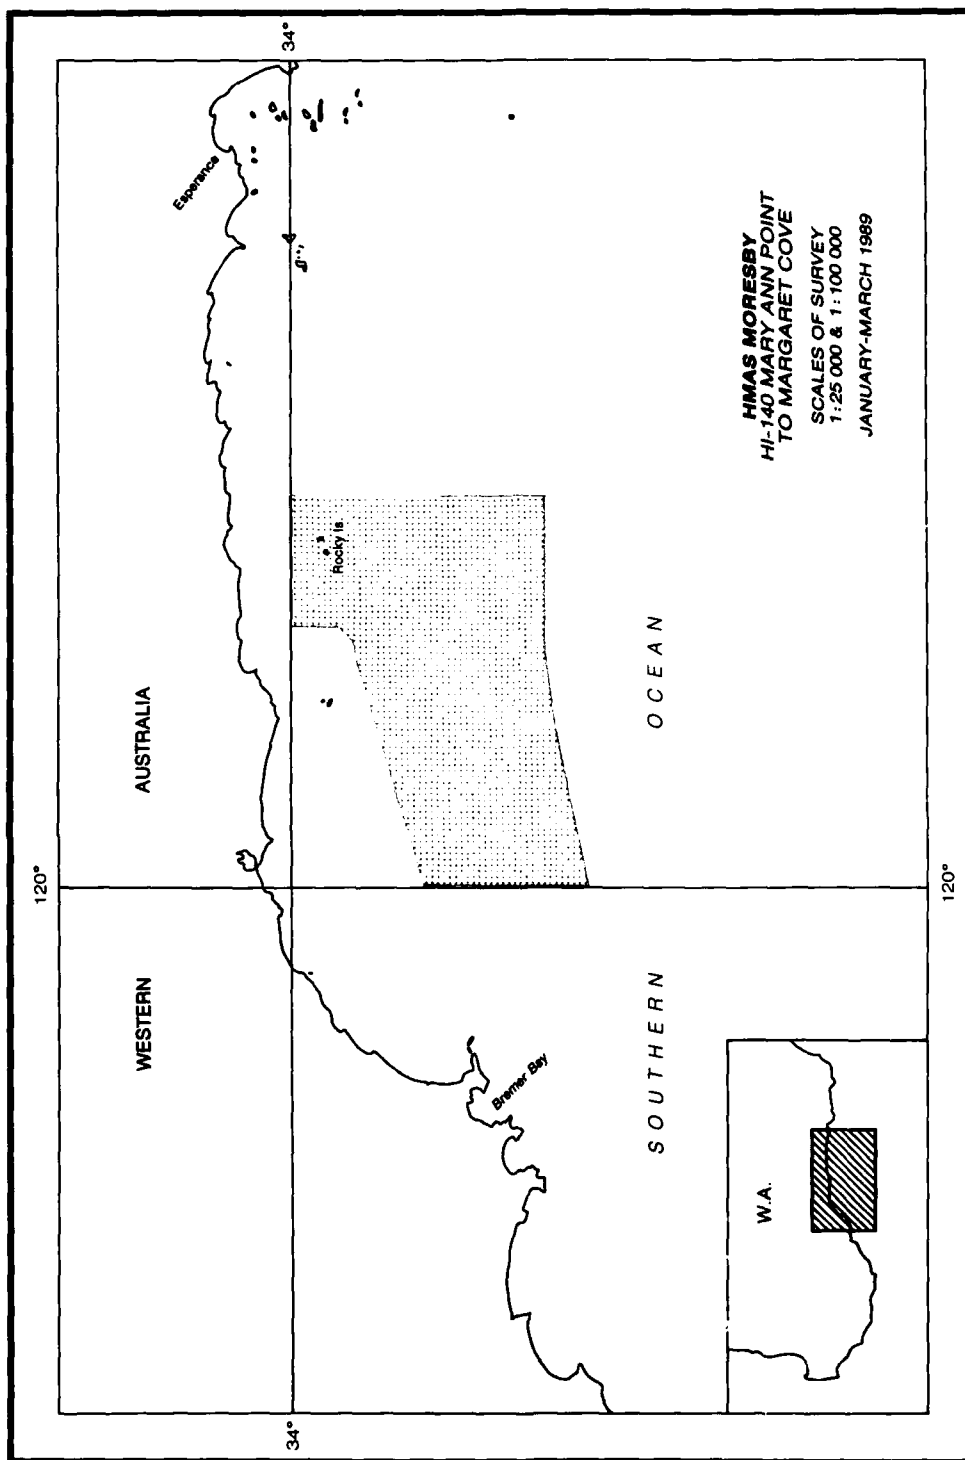 120°
34°
WESTERN
AUSTRALIA
Esperance
Rocky Is.
Bremer Bay
SOUTHERN
OCEAN
HMAS MORESBY
HI-140 MARY ANN POINT
TO MARGARET COVE
SCALES OF SURVEY
1:25 000 & 1:100 000
JANUARY-MARCH 1989
W.A.
34°
120°